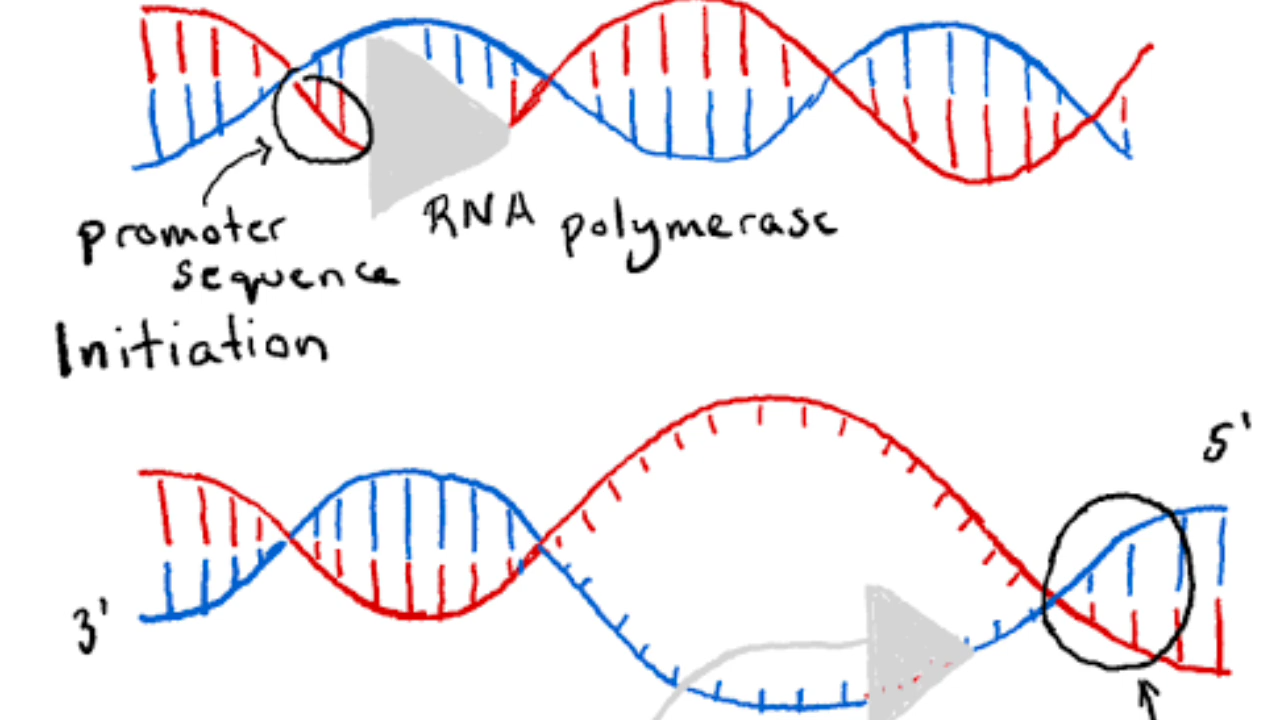 promoter
sequence
RNA polymerase
Initiation
5'
3'